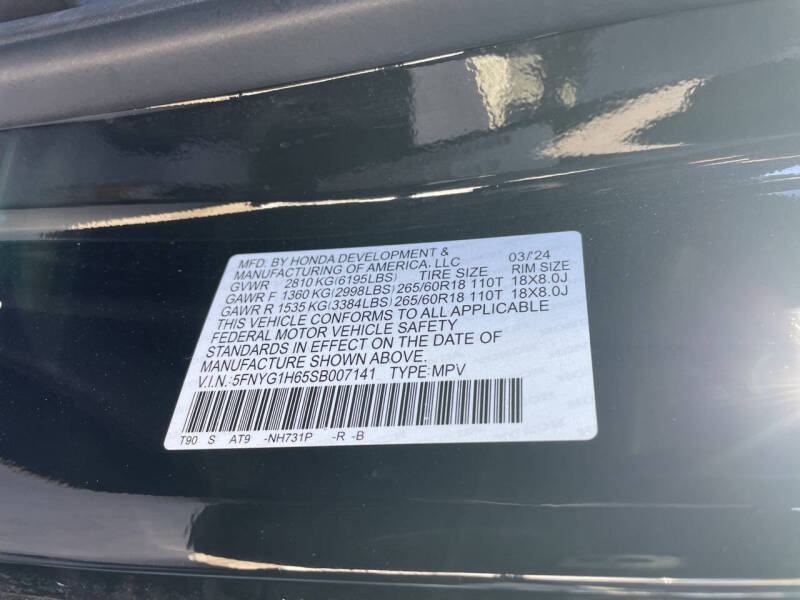 MFD. BY HONDA DEVELOPMENT & 03/'24
MANUFACTURING OF AMERICA, LLC
GVWR 2810 KG(6195LBS) TIRE SIZE RIM SIZE
GAWR F 1360 KG(2998LBS) 265/60R18 110T 18X8.0J
GAWR R 1535 KG(3384LBS) 265/60R18 110T 18X8.0J
THIS VEHICLE CONFORMS TO ALL APPLICABLE
FEDERAL MOTOR VEHICLE SAFETY
STANDARDS IN EFFECT ON THE DATE OF
MANUFACTURE SHOWN ABOVE.
V.I.N.: 5FNYG1H65SB007141 TYPE: MPV
T90 S AT9 -NH731P -R -B